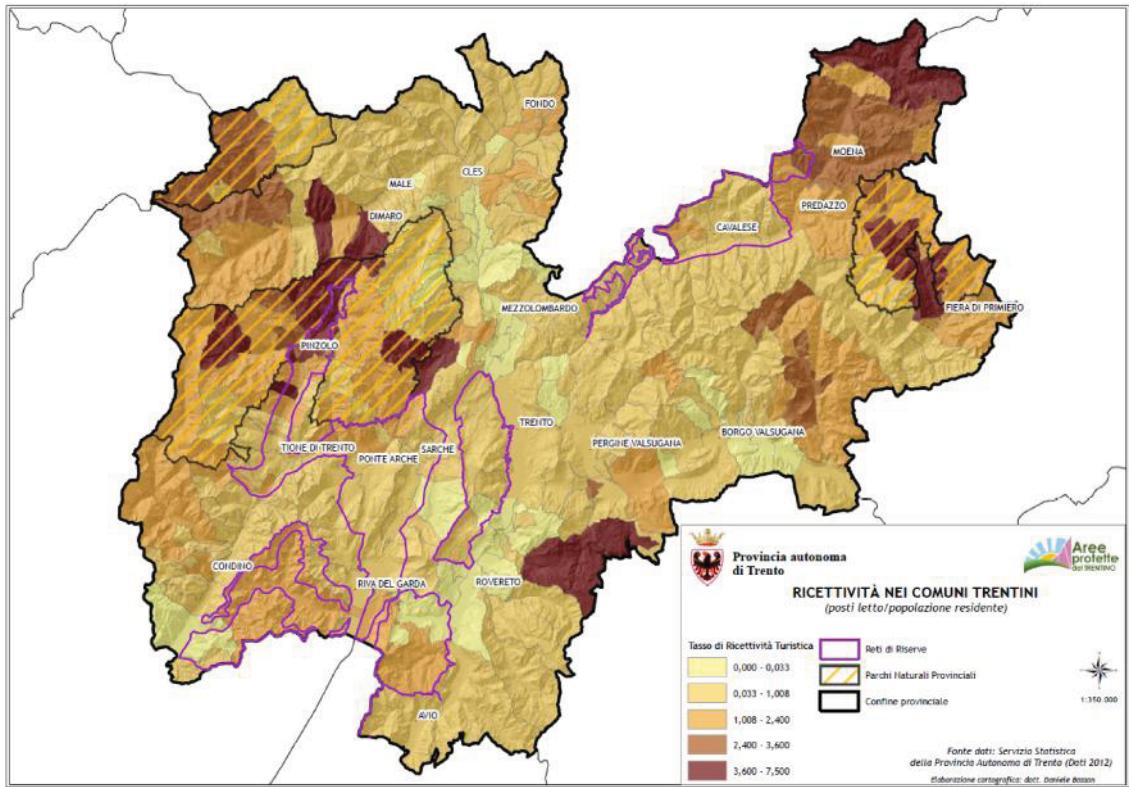 FONDO
CLES
MALE
MOENA
DIMARO
PREDAZZO
CAVALESE
MEZZOLOMBARDO
FIERA DI PRIMIERO
PINZOLO
TRENTO
BORGO VALSUGANA
TIONE DI TRENTO
SARCHE
PERGINE VALSUGANA
PONTE ARCHE
CONDINO
RIVA DEL GARDA
ROVERETO
AVIO
Provincia autonoma
di Trento
Aree
protette
del TRENTINO
RICETTIVITÀ NEI COMUNI TRENTINI
(posti letto/popolazione residente)
Tasso di Ricettività Turistica
0,000 - 0,033
0,033 - 1,008
1,008 - 2,400
2,400 - 3,600
3,600 - 7,500
Reti di Riserve
Parchi Naturali Provinciali
Confine provinciale
1:350.000
Fonte dati: Servizio Statistica
della Provincia Autonoma di Trento (Dati 2012)
Elaborazione cartografica: dott. Daniele Bassan